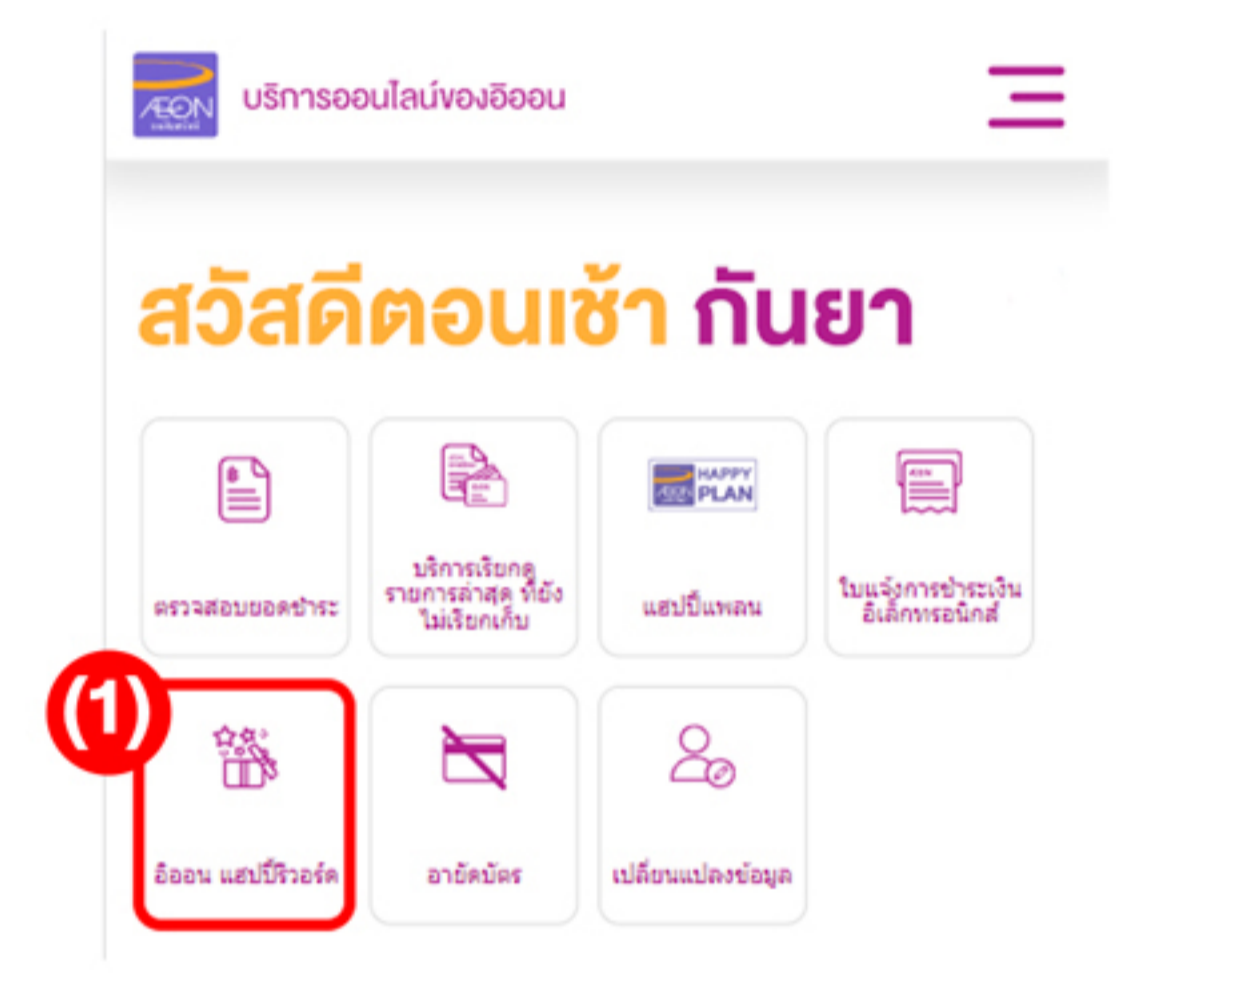 AEON
บริการออนไลน์ของอิออน
สวัสดีตอนเช้า กันยา
HAPPY
PLAN
AEON
ตรวจสอบยอดชำระ
บริการเรียกดู
รายการล่าสุด ที่ยัง
ไม่เรียกเก็บ
แฮปปี้แพลน
ใบแจ้งการชำระเงิน
อิเล็กทรอนิกส์
(1)
อิออน แฮปปี้รีวอร์ด
อายัดบัตร
เปลี่ยนแปลงข้อมูล